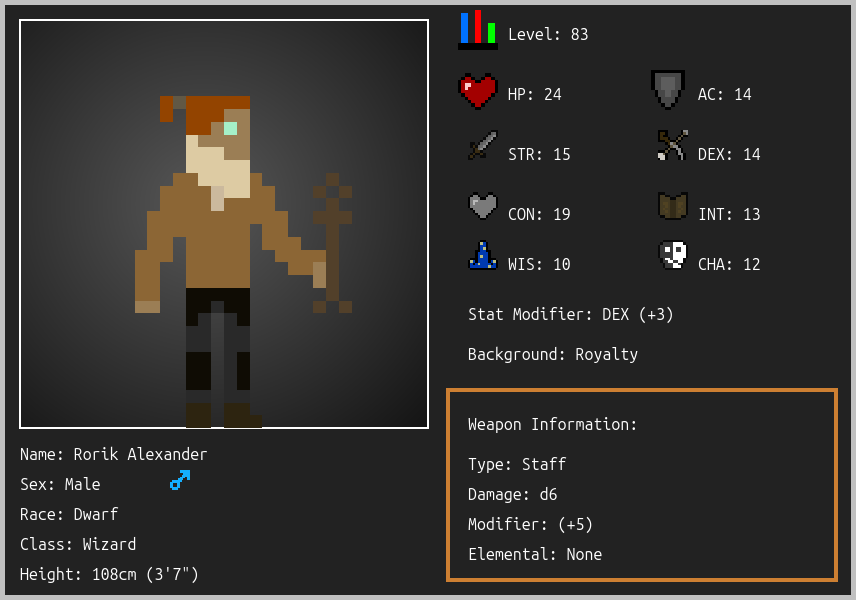 Level: 83
HP: 24
AC: 14
STR: 15
DEX: 14
CON: 19
INT: 13
WIS: 10
CHA: 12
Stat Modifier: DEX (+3)
Background: Royalty
Weapon Information:
Type: Staff
Damage: d6
Modifier: (+5)
Elemental: None
Name: Rorik Alexander
Sex: Male
Race: Dwarf
Class: Wizard
Height: 108cm (3'7")